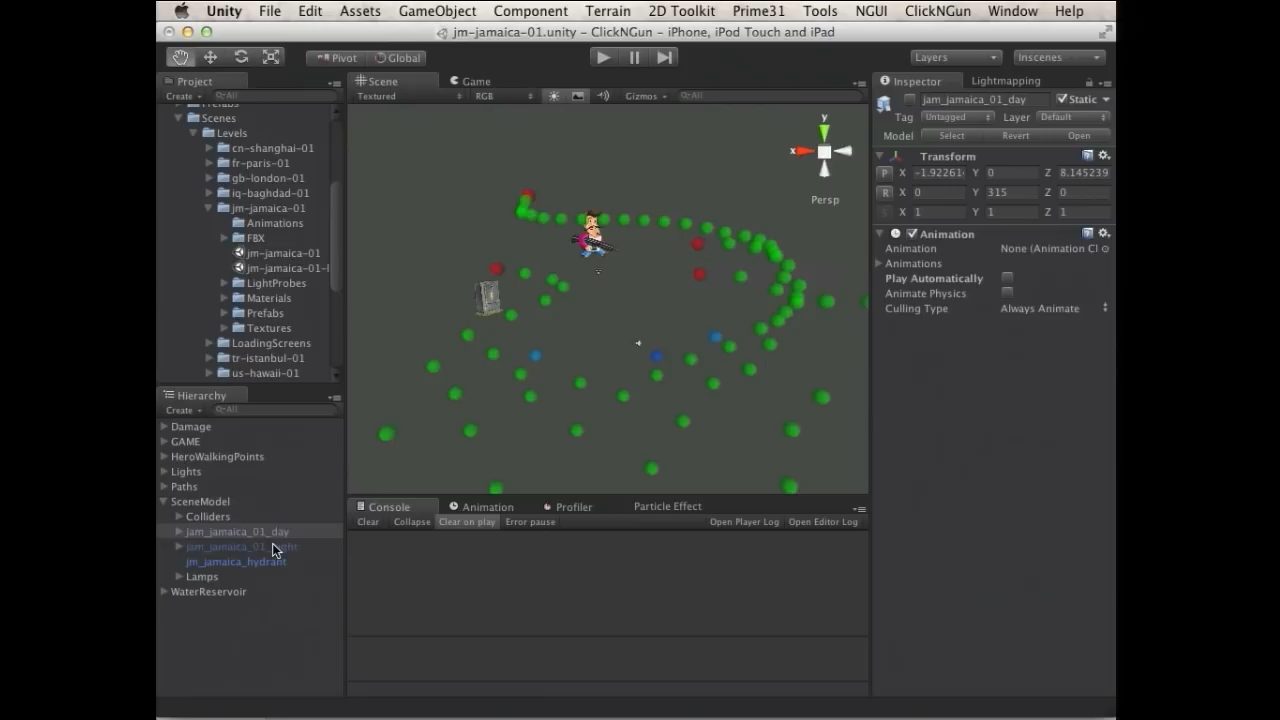 Unity File Edit Assets GameObject Component Terrain 2D Toolkit Prime31 Tools NGUI ClickNGun Window Help
jm-jamaica-01.unity - ClickNGun - iPhone, iPod Touch and iPad
Pivot Global Layers Inscenes
Project
Create All
Prefabs
Scenes
Levels
cn-shanghai-01
fr-paris-01
gb-london-01
iq-baghdad-01
jm-jamaica-01
Animations
FBX
jm-jamaica-01
jm-jamaica-01-l
LightProbes
Materials
Prefabs
Textures
LoadingScreens
tr-istanbul-01
us-hawaii-01
Hierarchy
Create All
Damage
GAME
HeroWalkingPoints
Lights
Paths
SceneModel
Colliders
jam_jamaica_01_day
jam_jamaica_01
jm_jamaica_hydrant
Lamps
WaterReservoir
Scene Game
Textured RGB Gizmos All
y
x
Persp
Console Animation Profiler Particle Effect
Clear Collapse Clear on play Error pause Open Player Log Open Editor Log
Inspector Lightmapping
jam_jamaica_01_day Static
Tag Untagged Layer Default
Model Select Revert Open
Transform
P X -1.92261 Y 0 Z 8.145239
R X 0 Y 315 Z 0
S X 1 Y 1 Z 1
Animation
Animation None (Animation Cl
Animations
Play Automatically
Animate Physics
Culling Type Always Animate